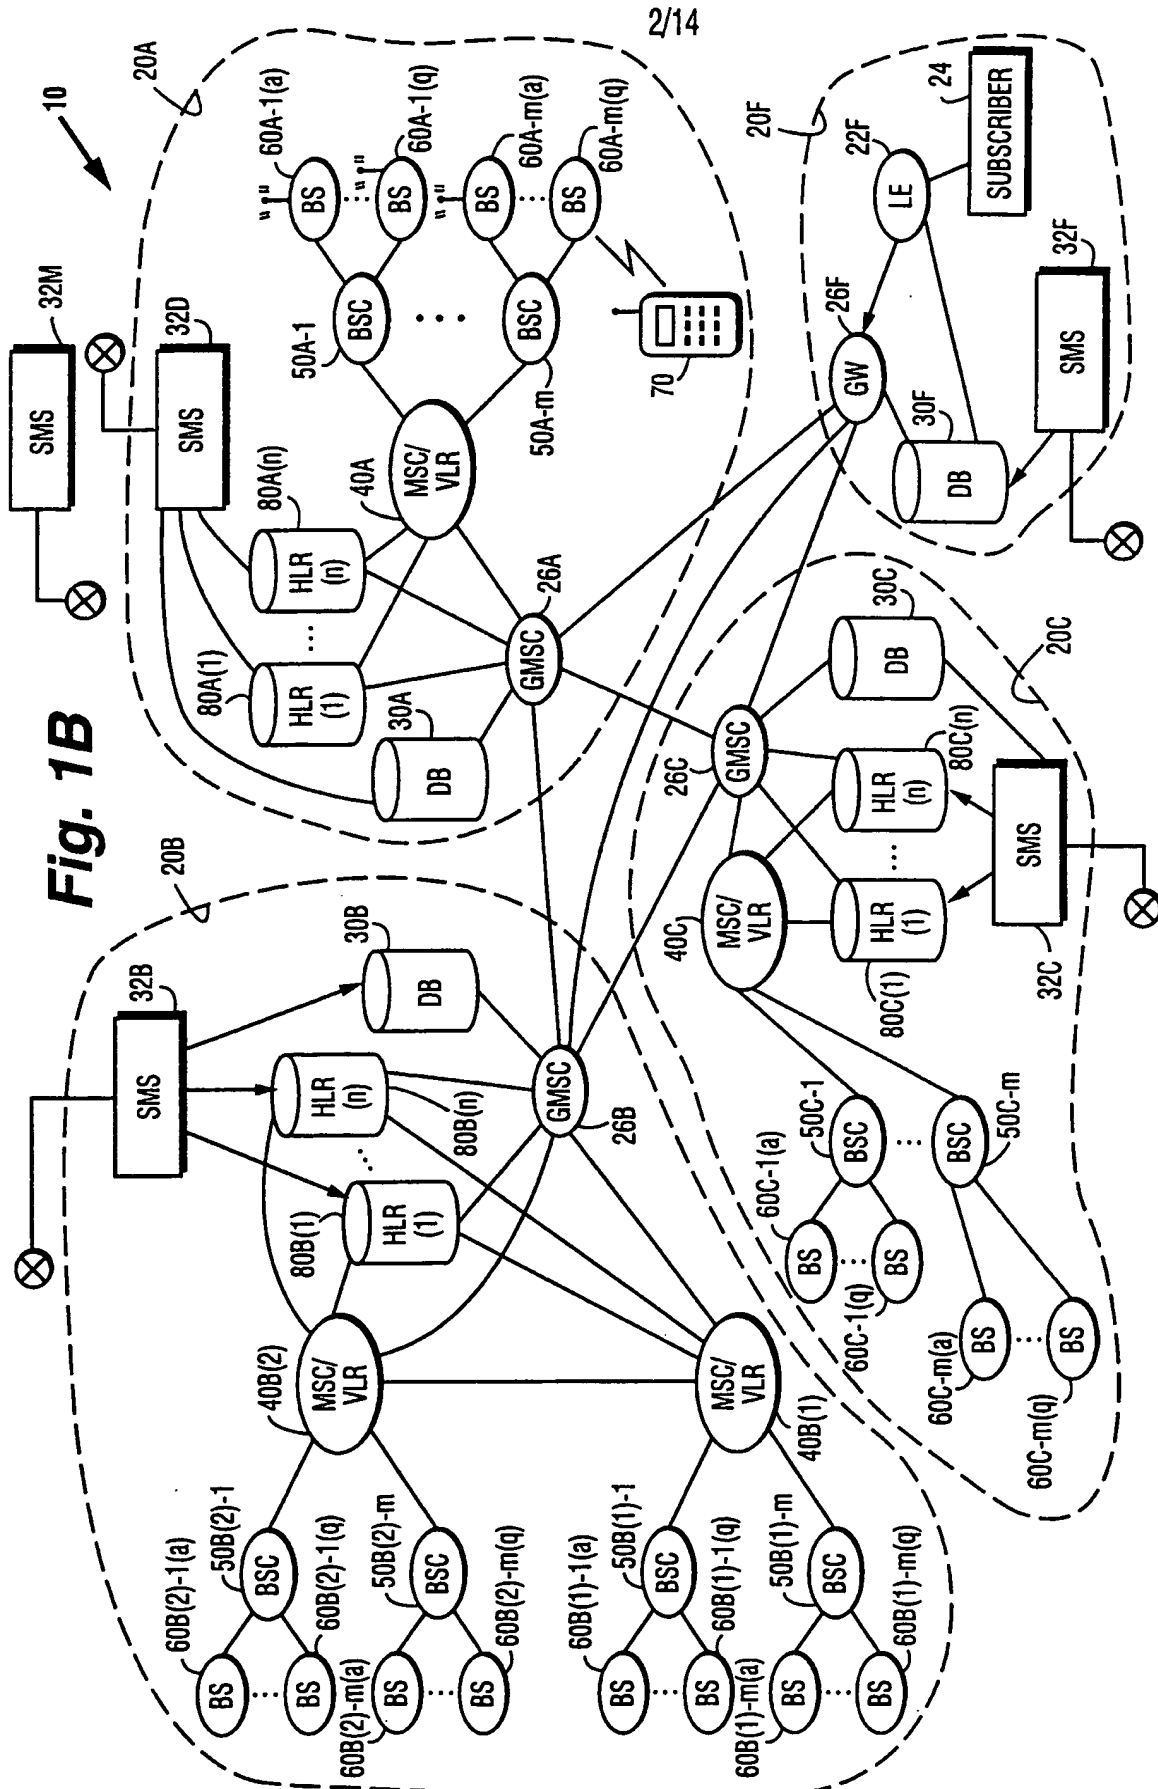 2/14
Fig. 1B
10
20A
32M
SMS
32D
SMS
80A(1)
HLR
(1)
...
80A(n)
HLR
(n)
30A
DB
40A
MSC/
VLR
26A
GMSC
50A-1
BSC
50A-m
BSC
60A-1(a)
BS
60A-1(q)
BS
60A-m(a)
BS
60A-m(q)
BS
70
20B
32B
SMS
30B
DB
80B(n)
HLR
(n)
...
80B(1)
HLR
(1)
26B
GMSC
40B(2)
MSC/
VLR
40B(1)
MSC/
VLR
50B(2)-1
BSC
60B(2)-1(a)
BS
60B(2)-1(q)
BS
50B(2)-m
BSC
60B(2)-m(a)
BS
60B(2)-m(q)
BS
50B(1)-1
BSC
60B(1)-1(a)
BS
60B(1)-1(q)
BS
50B(1)-m
BSC
60B(1)-m(a)
BS
60B(1)-m(q)
BS
20C
26C
GMSC
30C
DB
80C(n)
HLR
(n)
...
80C(1)
HLR
(1)
SMS
32C
40C
MSC/
VLR
50C-1
BSC
60C-1(a)
BS
60C-1(q)
BS
50C-m
BSC
60C-m(a)
BS
60C-m(q)
BS
20F
22F
LE
24
SUBSCRIBER
26F
GW
30F
DB
32F
SMS